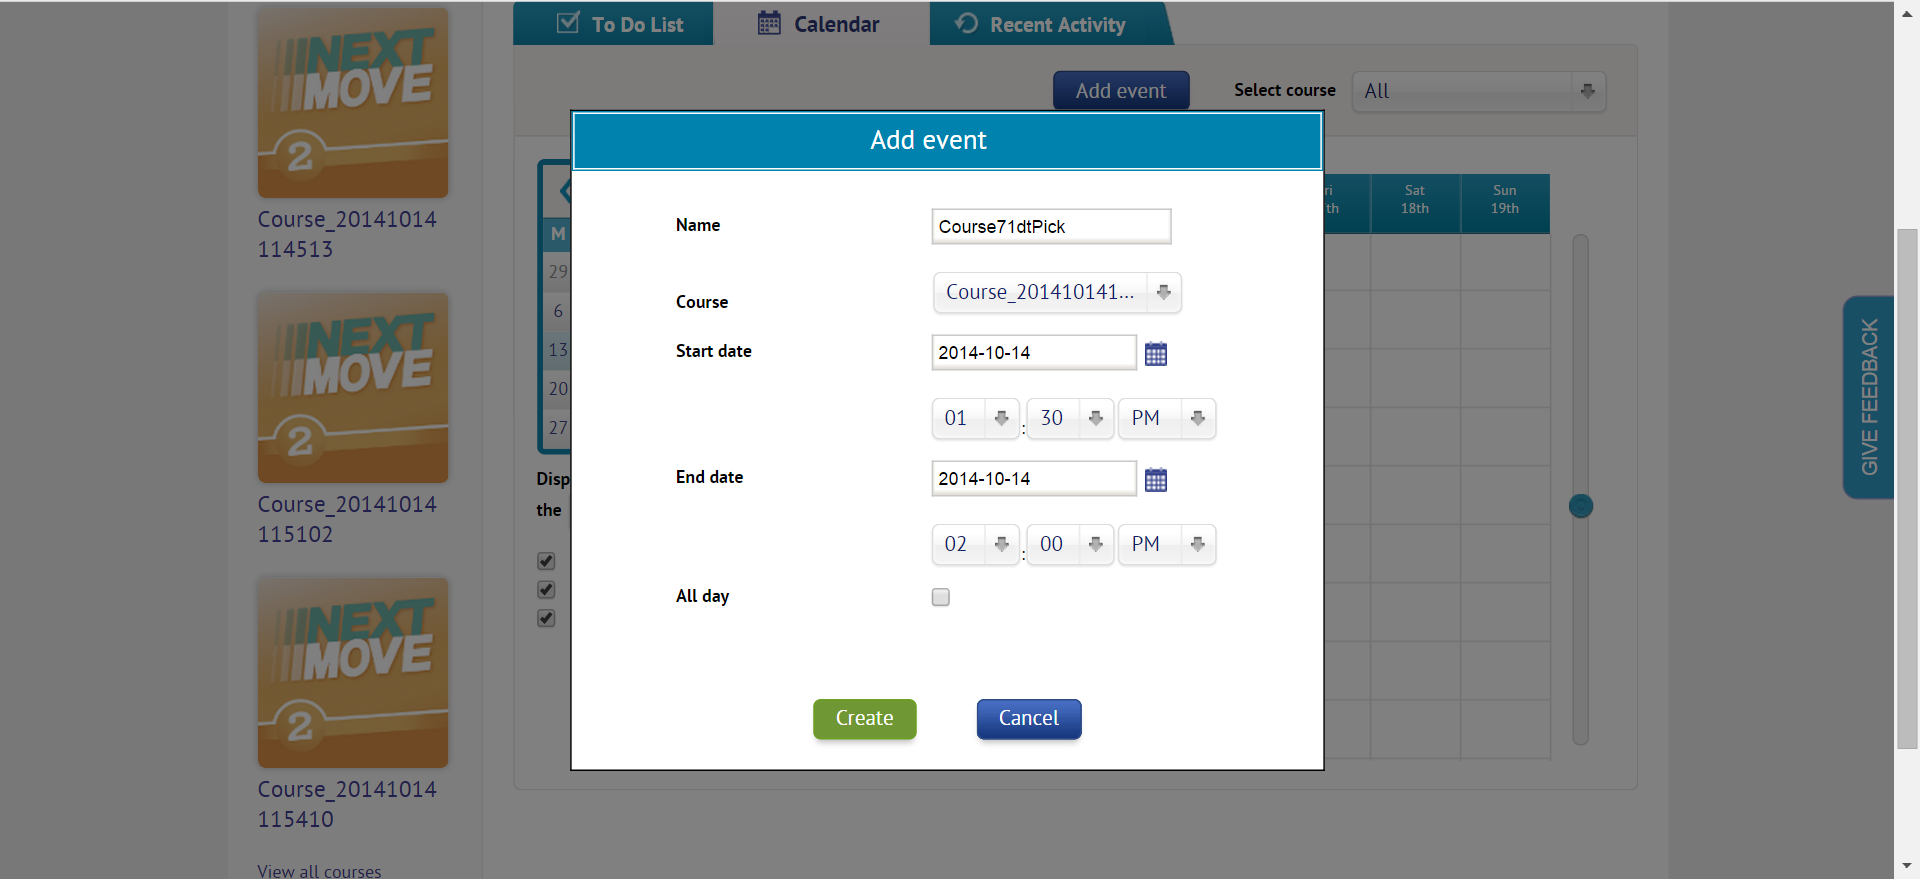 To Do List
Calendar
Recent Activity
Add event
Select course
All
NEXT
MOVE
2
Course_20141014
114513
NEXT
MOVE
2
Course_20141014
115102
NEXT
MOVE
2
Course_20141014
115410
View all courses
M
29
6
13
20
27
Disp
the
Add event
Name
Course71dtPick
Course
Course_201410141...
Start date
2014-10-14
01 : 30 PM
End date
2014-10-14
02 : 00 PM
All day
Create
Cancel
ri
th
Sat
18th
Sun
19th
GIVE FEEDBACK